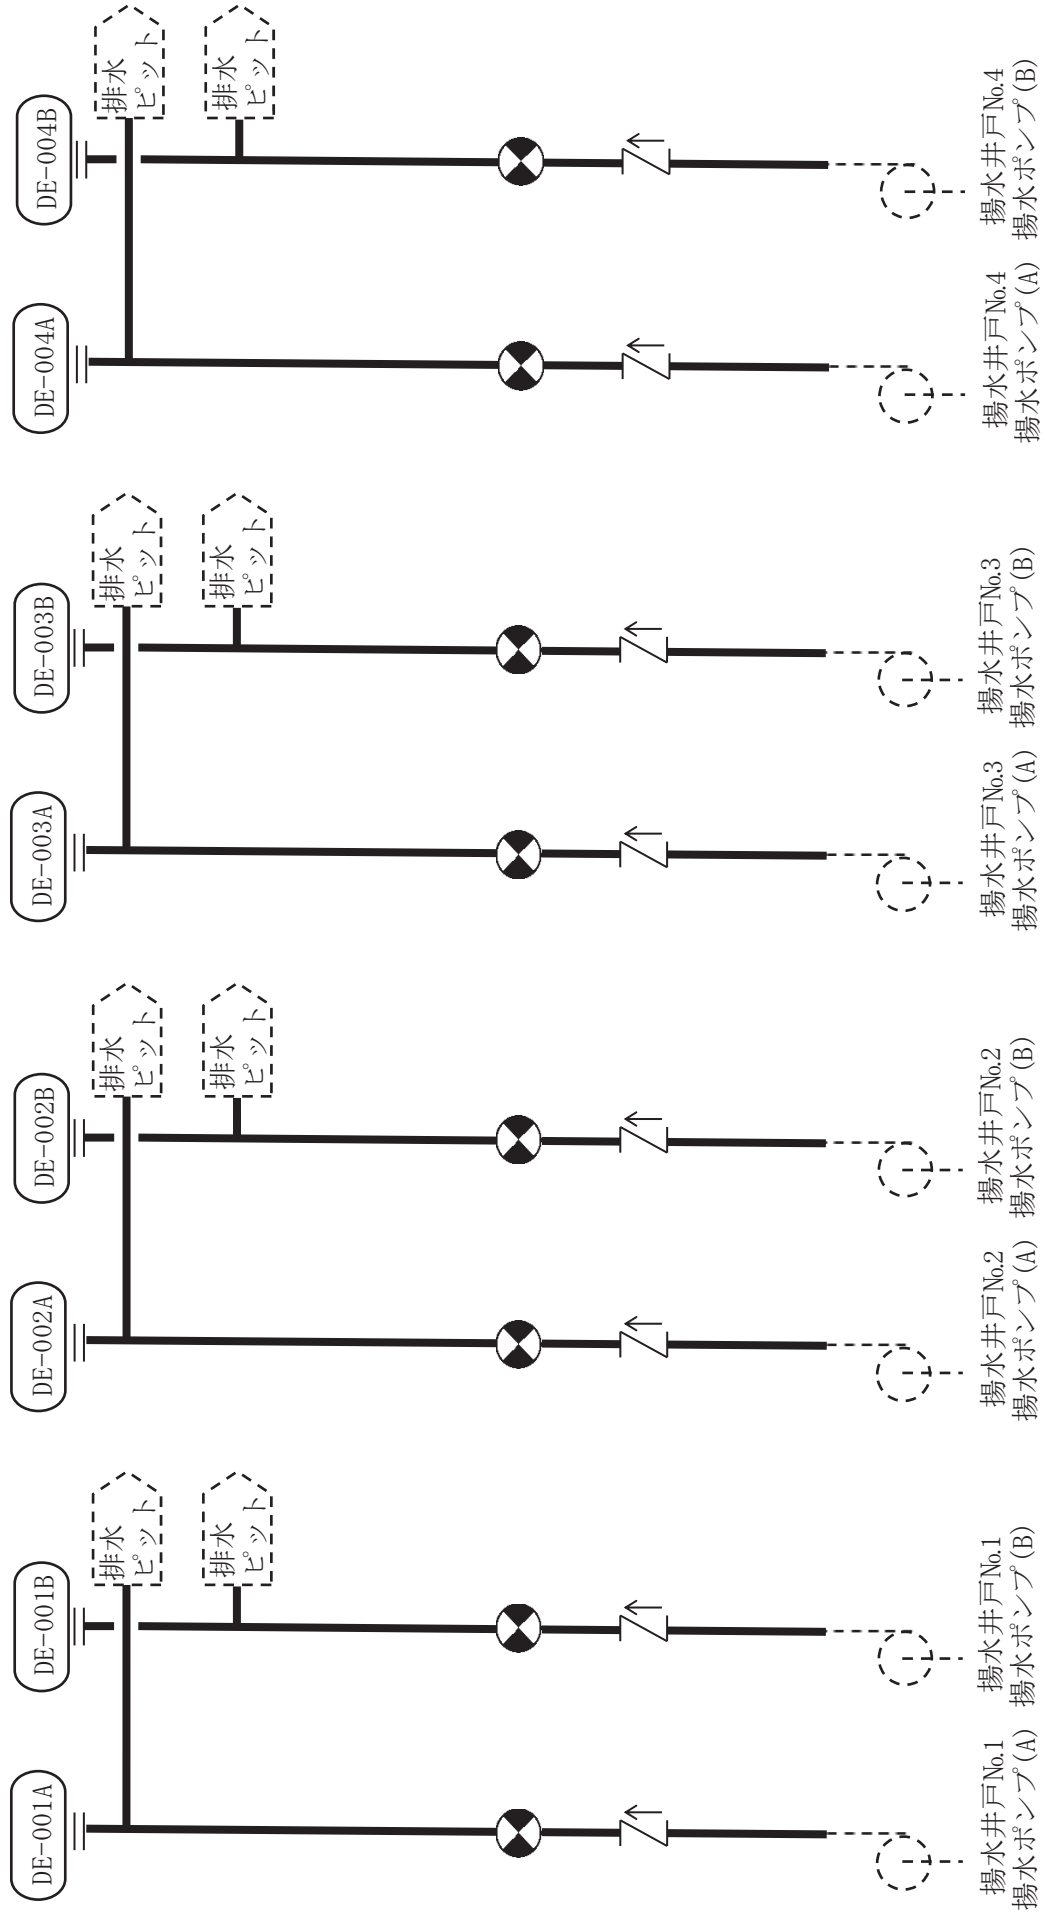 DE-001A
DE-001B
排水
ピット
排水
ピット
揚水井戸No.1
揚水ポンプ(A)
揚水井戸No.1
揚水ポンプ(B)
DE-002A
DE-002B
排水
ピット
排水
ピット
揚水井戸No.2
揚水ポンプ(A)
揚水井戸No.2
揚水ポンプ(B)
DE-003A
DE-003B
排水
ピット
排水
ピット
揚水井戸No.3
揚水ポンプ(A)
揚水井戸No.3
揚水ポンプ(B)
DE-004A
DE-004B
排水
ピット
排水
ピット
揚水井戸No.4
揚水ポンプ(A)
揚水井戸No.4
揚水ポンプ(B)